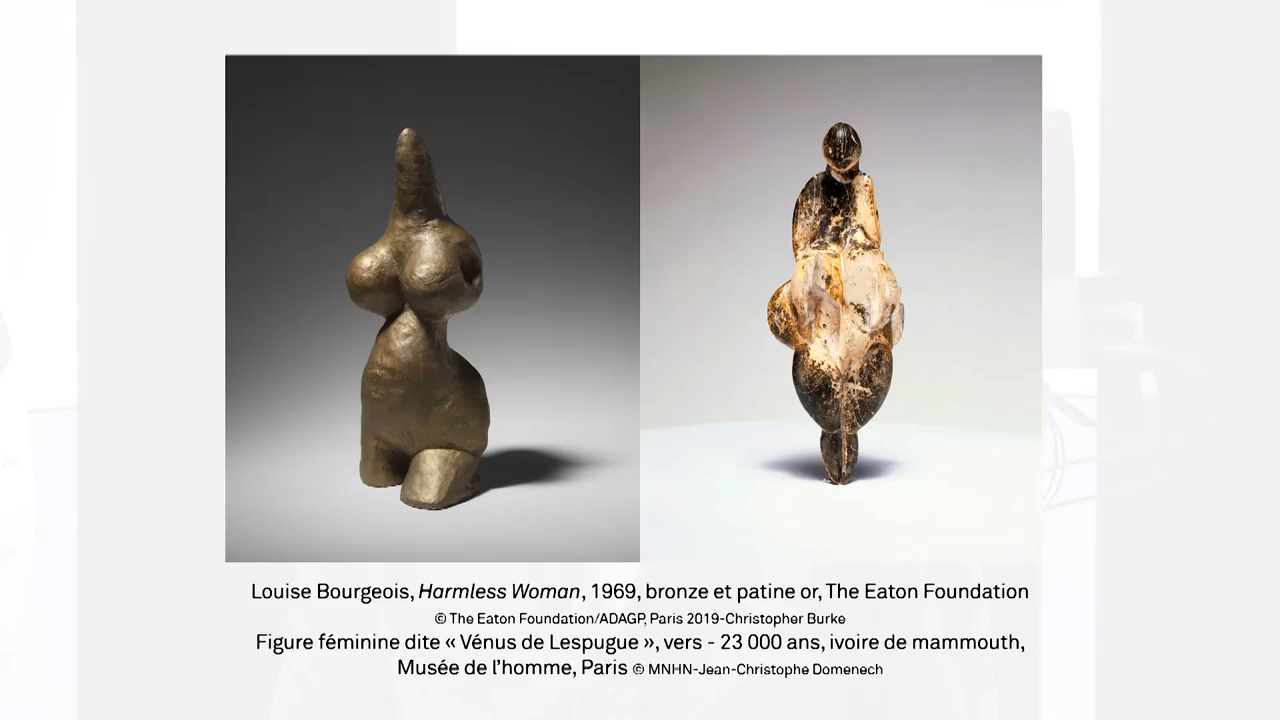 Louise Bourgeois, Harmless Woman, 1969, bronze et patine or, The Eaton Foundation
© The Eaton Foundation/ADAGP, Paris 2019-Christopher Burke
Figure féminine dite « Vénus de Lespugue », vers - 23 000 ans, ivoire de mammouth,
Musée de l'homme, Paris © MNHN-Jean-Christophe Domenech